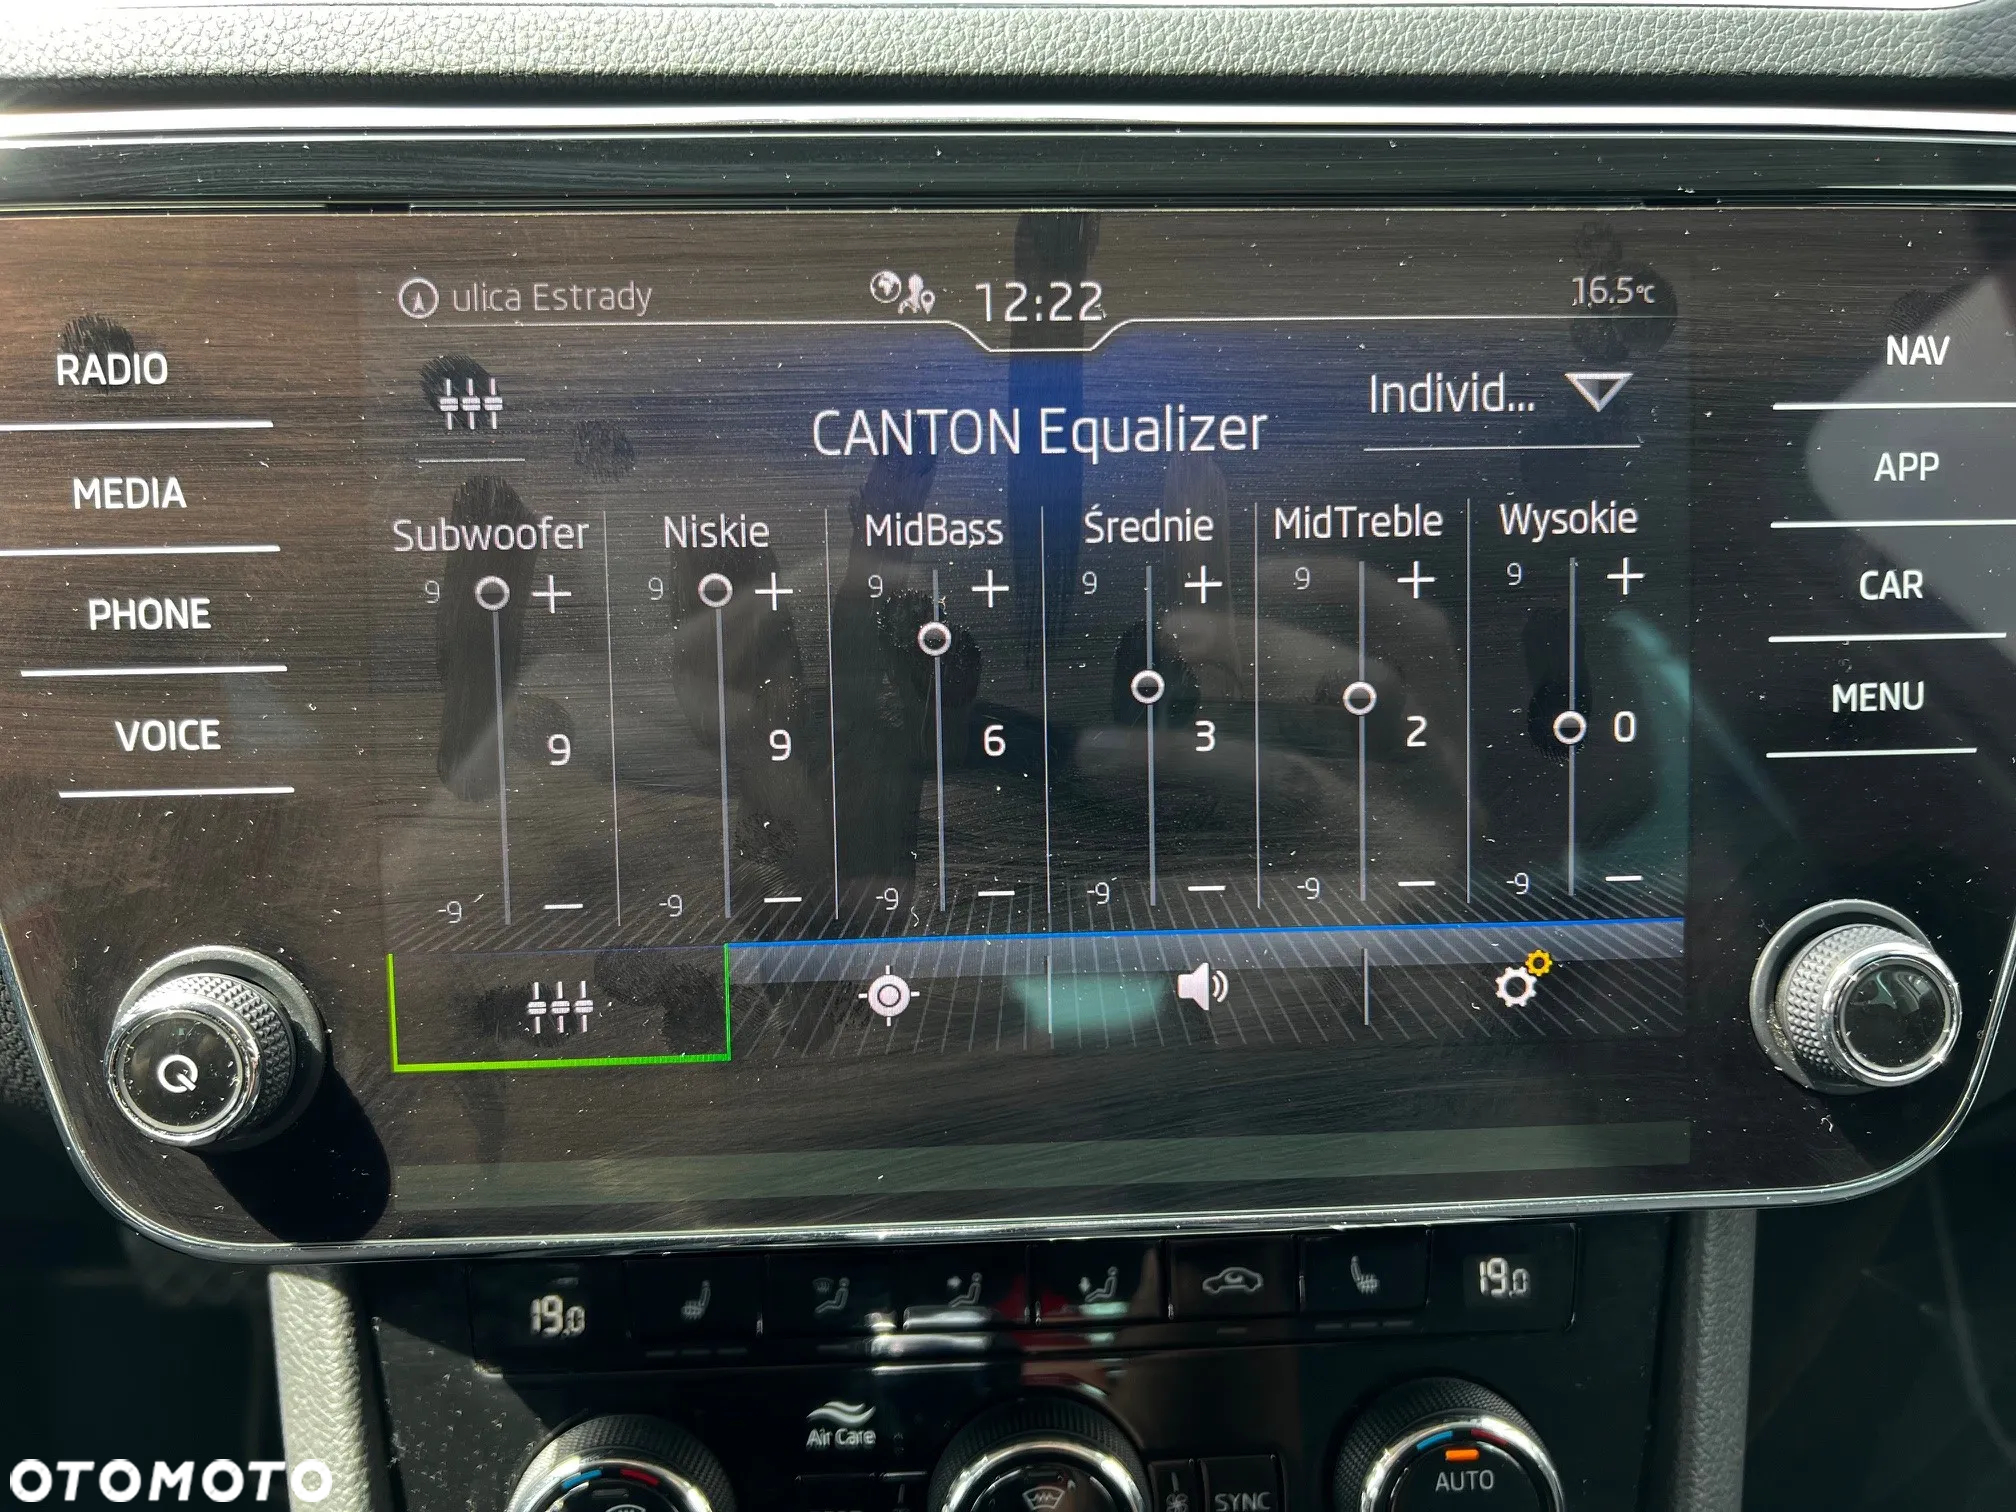 ulica Estrady
12:22
16.5°C
RADIO
MEDIA
PHONE
VOICE
NAV
APP
CAR
MENU
CANTON Equalizer
Individ...
Subwoofer
Niskie
MidBass
Średnie
MidTreble
Wysokie
9 +
9 +
9 +
9 +
9 +
9 +
9
9
6
3
2
0
-9 −
-9 −
-9 −
-9 −
-9 −
-9 −
19.0
19.0
Air Care
SYNC
AUTO
OTOMOTO